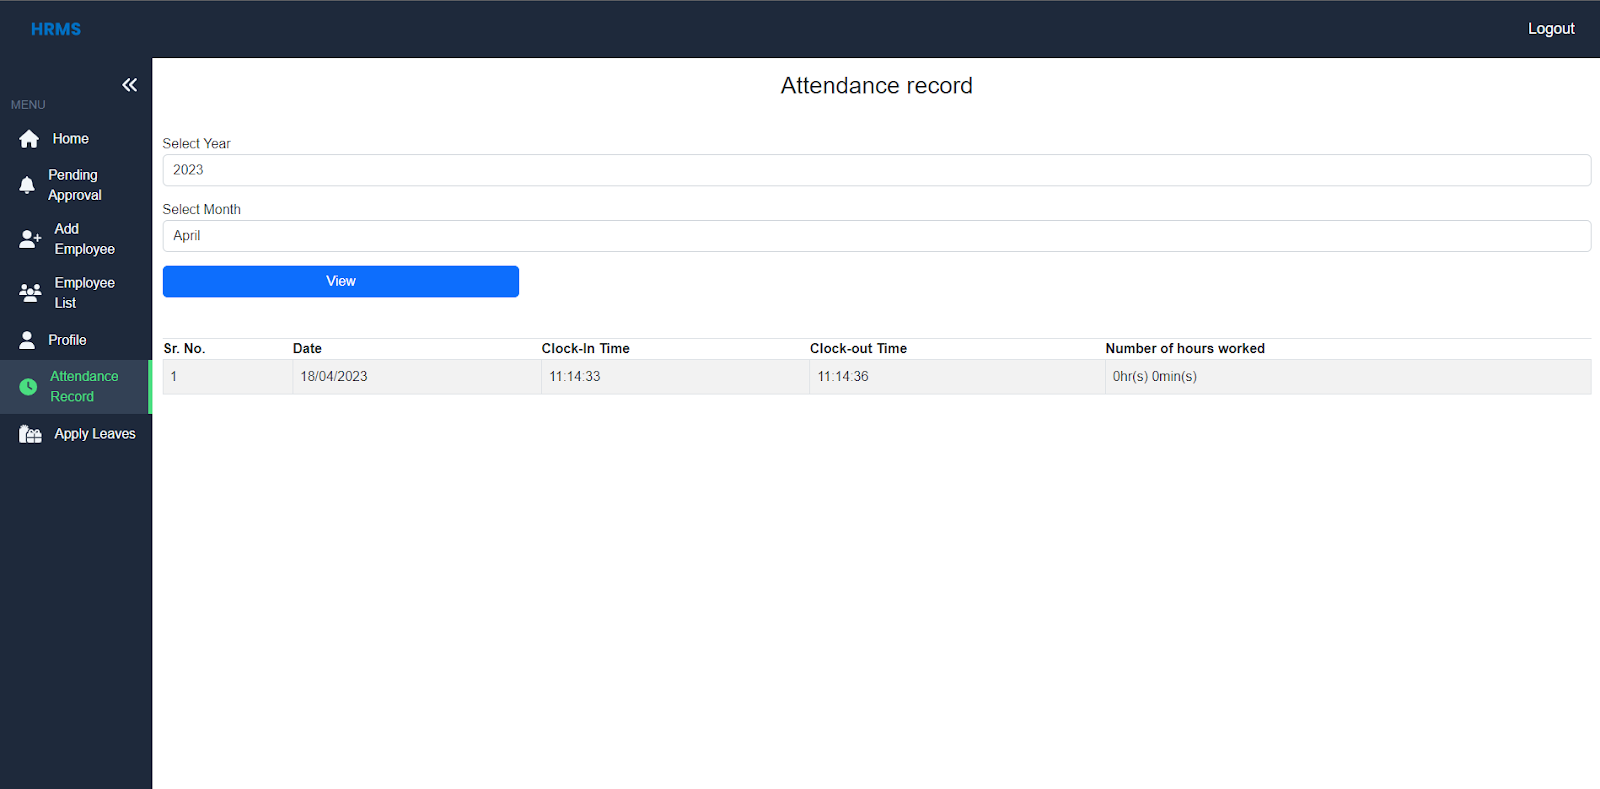 HRMS
Logout
MENU
Home
Pending
Approval
Add
Employee
Employee
List
Profile
Attendance
Record
Apply Leaves
Attendance record
Select Year
2023
Select Month
April
View
Sr. No. Date Clock-In Time Clock-out Time Number of hours worked
1 18/04/2023 11:14:33 11:14:36 0hr(s) 0min(s)